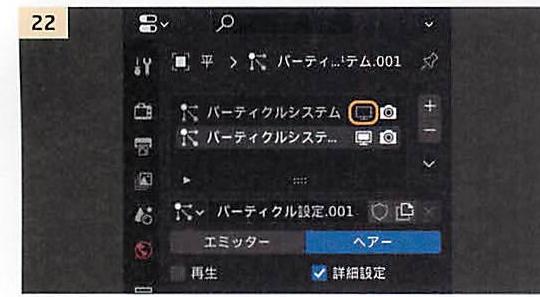 22
平 > パーティ...ステム.001
パーティクルシステム
パーティクルシステ...
パーティクル設定.001
エミッター ヘアー
再生 詳細設定